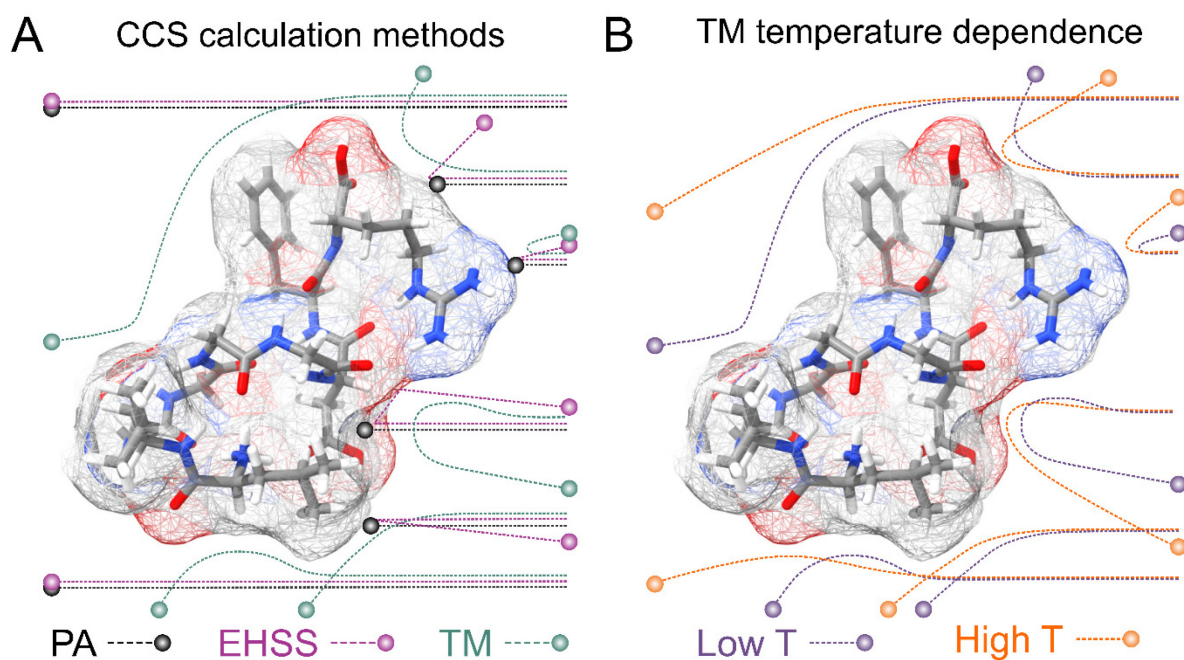 A CCS calculation methods
B TM temperature dependence
PA EHSS TM
Low T High T